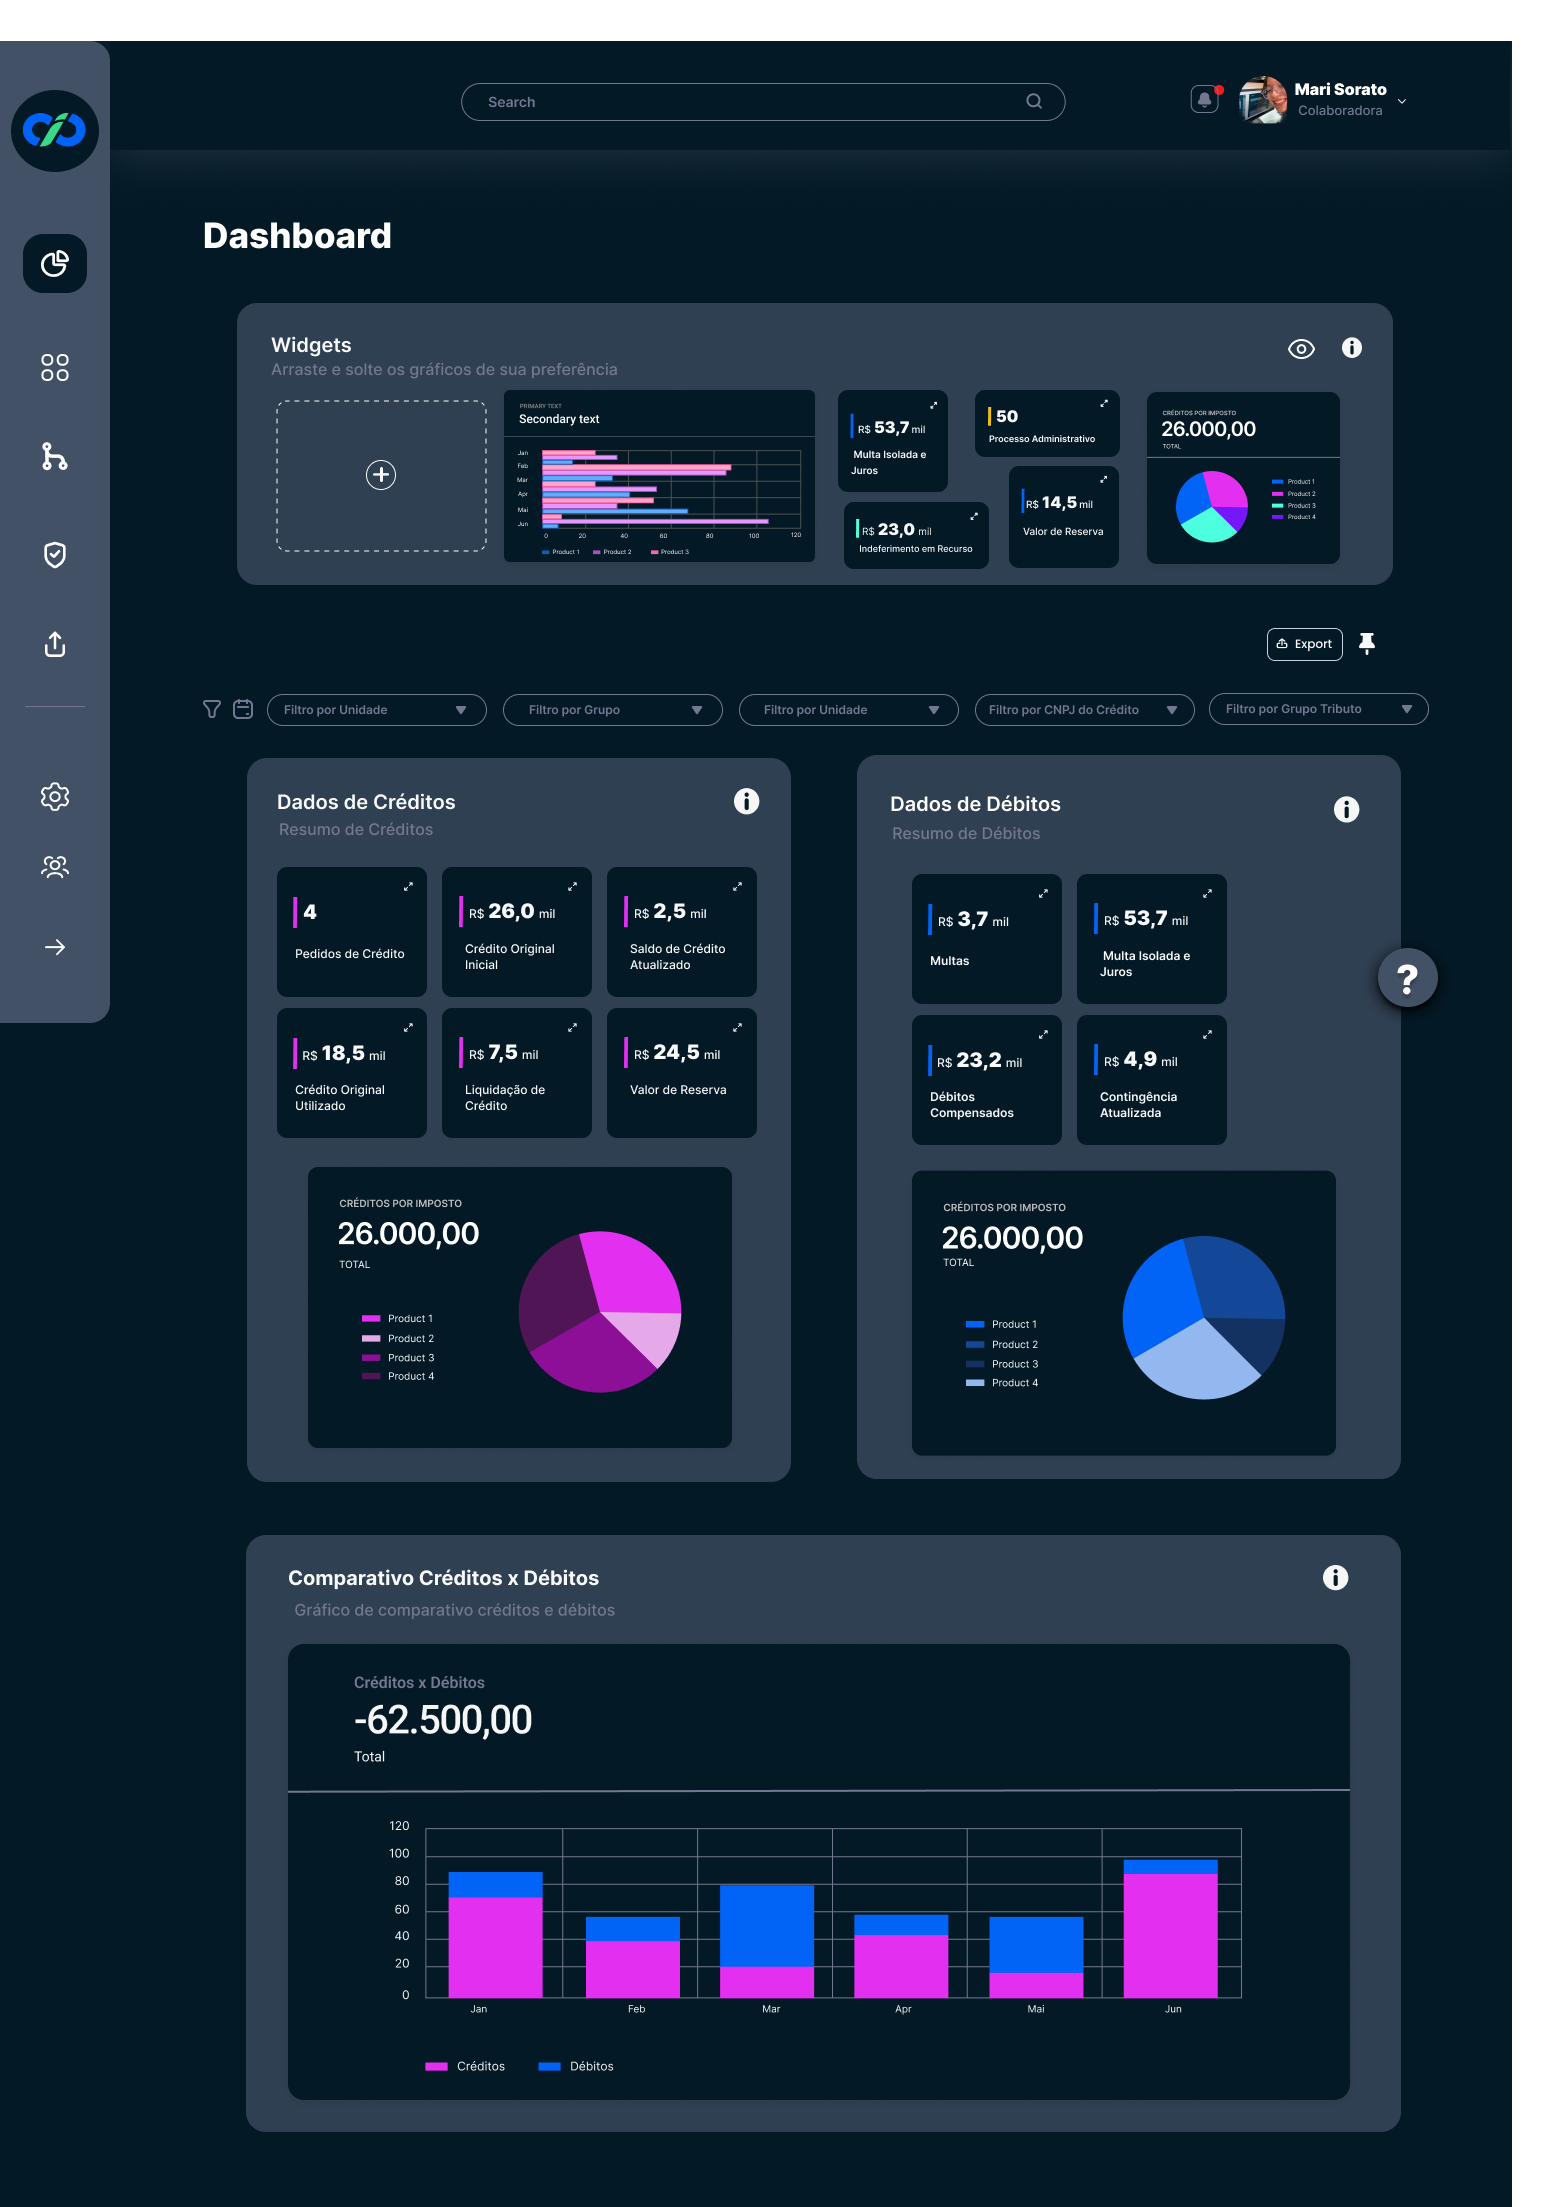 Search
Mari Sorato
Colaboradora
Dashboard
Widgets
Arraste e solte os gráficos de sua preferência
PRIMARY TEXT
Secondary text
Jan
Feb
Mar
Apr
Mai
Jun
0 20 40 60 80 100 120
Product 1 Product 2 Product 3
R$ 53,7 mil
Multa Isolada e
Juros
50
Processo Administrativo
R$ 23,0 mil
Indeferimento em Recurso
R$ 14,5 mil
Valor de Reserva
CRÉDITOS POR IMPOSTO
26.000,00
TOTAL
Product 1
Product 2
Product 3
Product 4
Export
Filtro por Unidade
Filtro por Grupo
Filtro por Unidade
Filtro por CNPJ do Crédito
Filtro por Grupo Tributo
Dados de Créditos
Resumo de Créditos
4
Pedidos de Crédito
R$ 26,0 mil
Crédito Original
Inicial
R$ 2,5 mil
Saldo de Crédito
Atualizado
R$ 18,5 mil
Crédito Original
Utilizado
R$ 7,5 mil
Liquidação de
Crédito
R$ 24,5 mil
Valor de Reserva
CRÉDITOS POR IMPOSTO
26.000,00
TOTAL
Product 1
Product 2
Product 3
Product 4
Dados de Débitos
Resumo de Débitos
R$ 3,7 mil
Multas
R$ 53,7 mil
Multa Isolada e
Juros
R$ 23,2 mil
Débitos
Compensados
R$ 4,9 mil
Contingência
Atualizada
CRÉDITOS POR IMPOSTO
26.000,00
TOTAL
Product 1
Product 2
Product 3
Product 4
?
Comparativo Créditos x Débitos
Gráfico de comparativo créditos e débitos
Créditos x Débitos
-62.500,00
Total
120
100
80
60
40
20
0
Jan Feb Mar Apr Mai Jun
Créditos Débitos